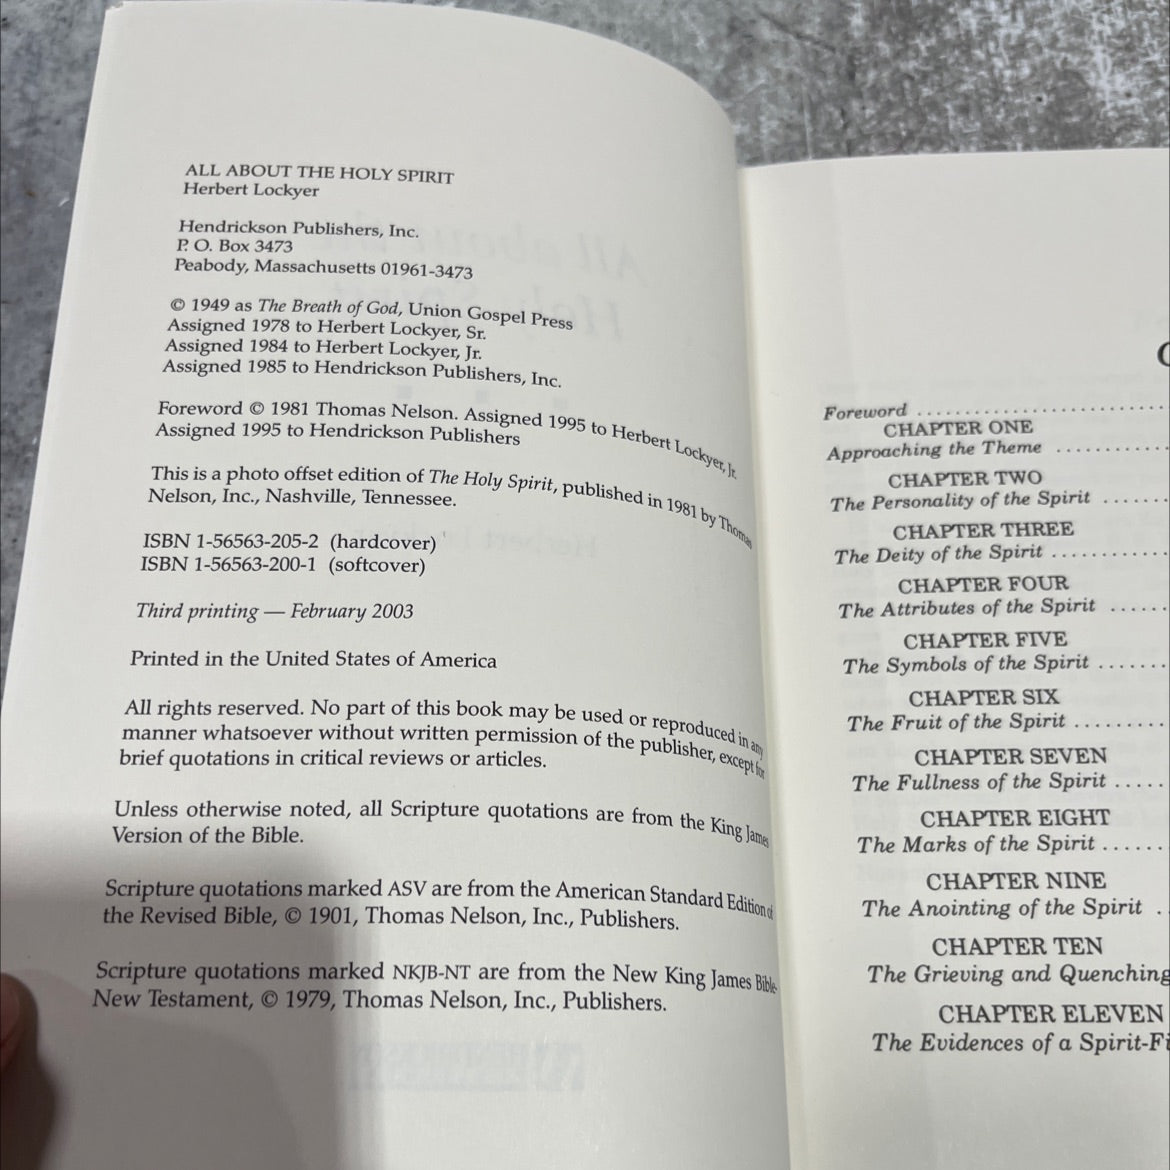 ALL ABOUT THE HOLY SPIRIT
Herbert Lockyer
Hendrickson Publishers, Inc.
P. O. Box 3473
Peabody, Massachusetts 01961-3473
© 1949 as The Breath of God, Union Gospel Press
Assigned 1978 to Herbert Lockyer, Sr.
Assigned 1984 to Herbert Lockyer, Jr.
Assigned 1985 to Hendrickson Publishers, Inc.
Foreword © 1981 Thomas Nelson. Assigned 1995 to Herbert Lockyer, Jr.
Assigned 1995 to Hendrickson Publishers
This is a photo offset edition of The Holy Spirit, published in 1981 by Thomas
Nelson, Inc., Nashville, Tennessee.
ISBN 1-56563-205-2 (hardcover)
ISBN 1-56563-200-1 (softcover)
Third printing — February 2003
Printed in the United States of America
All rights reserved. No part of this book may be used or reproduced in any
manner whatsoever without written permission of the publisher, except for
brief quotations in critical reviews or articles.
Unless otherwise noted, all Scripture quotations are from the King James
Version of the Bible.
Scripture quotations marked ASV are from the American Standard Edition of
the Revised Bible, © 1901, Thomas Nelson, Inc., Publishers.
Scripture quotations marked NKJB-NT are from the New King James Bible-
New Testament, © 1979, Thomas Nelson, Inc., Publishers.
Foreword ........................
CHAPTER ONE
Approaching the Theme ..........
CHAPTER TWO
The Personality of the Spirit .......
CHAPTER THREE
The Deity of the Spirit ............
CHAPTER FOUR
The Attributes of the Spirit ......
CHAPTER FIVE
The Symbols of the Spirit .......
CHAPTER SIX
The Fruit of the Spirit .........
CHAPTER SEVEN
The Fullness of the Spirit .....
CHAPTER EIGHT
The Marks of the Spirit ......
CHAPTER NINE
The Anointing of the Spirit .
CHAPTER TEN
The Grieving and Quenching
CHAPTER ELEVEN
The Evidences of a Spirit-Fi